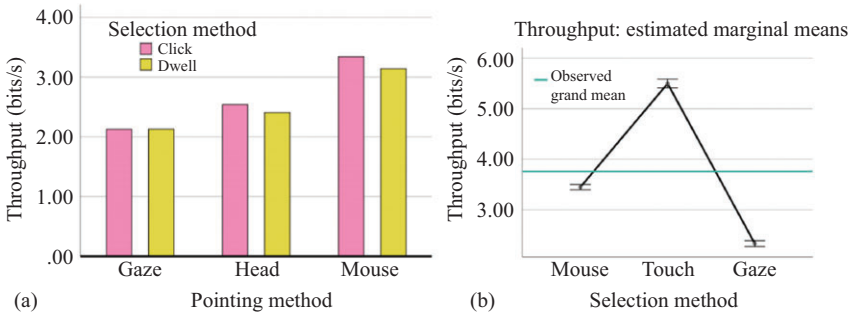 Selection method
Click
Dwell
Throughput (bits/s)
4.00
3.00
2.00
1.00
.00
Gaze Head Mouse
(a) Pointing method
Throughput: estimated marginal means
Observed
grand mean
Throughput (bits/s)
6.00
5.00
4.00
3.00
Mouse Touch Gaze
(b) Selection method